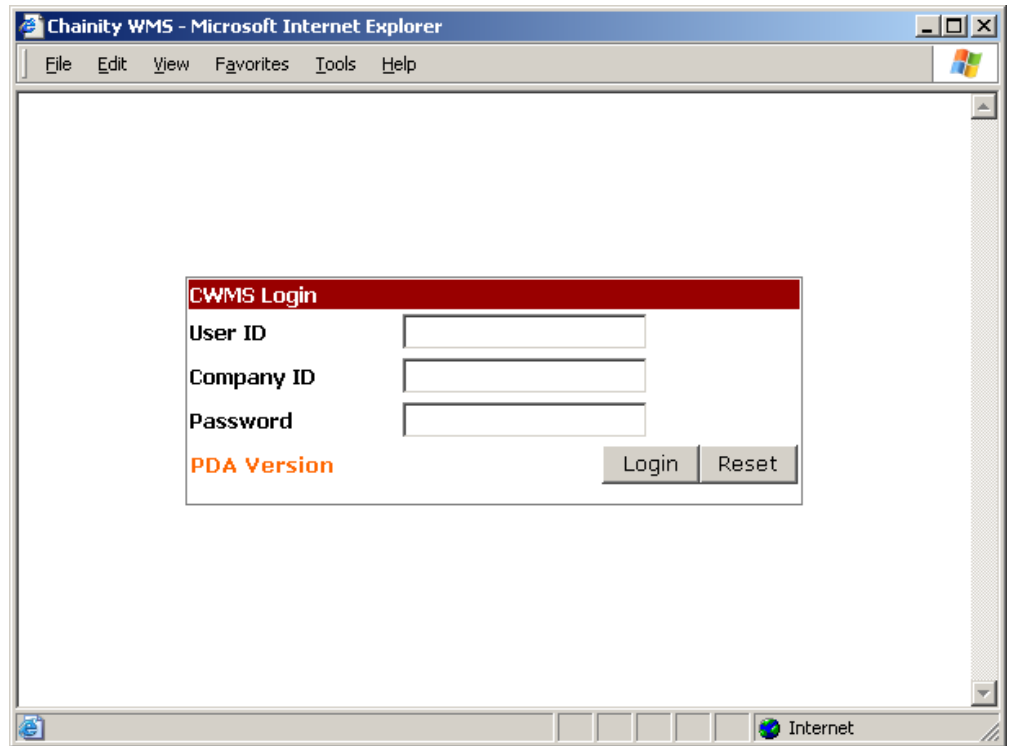 Chainity WMS - Microsoft Internet Explorer
File Edit View Favorites Tools Help
CWMS Login
User ID
Company ID
Password
PDA Version Login Reset
Internet